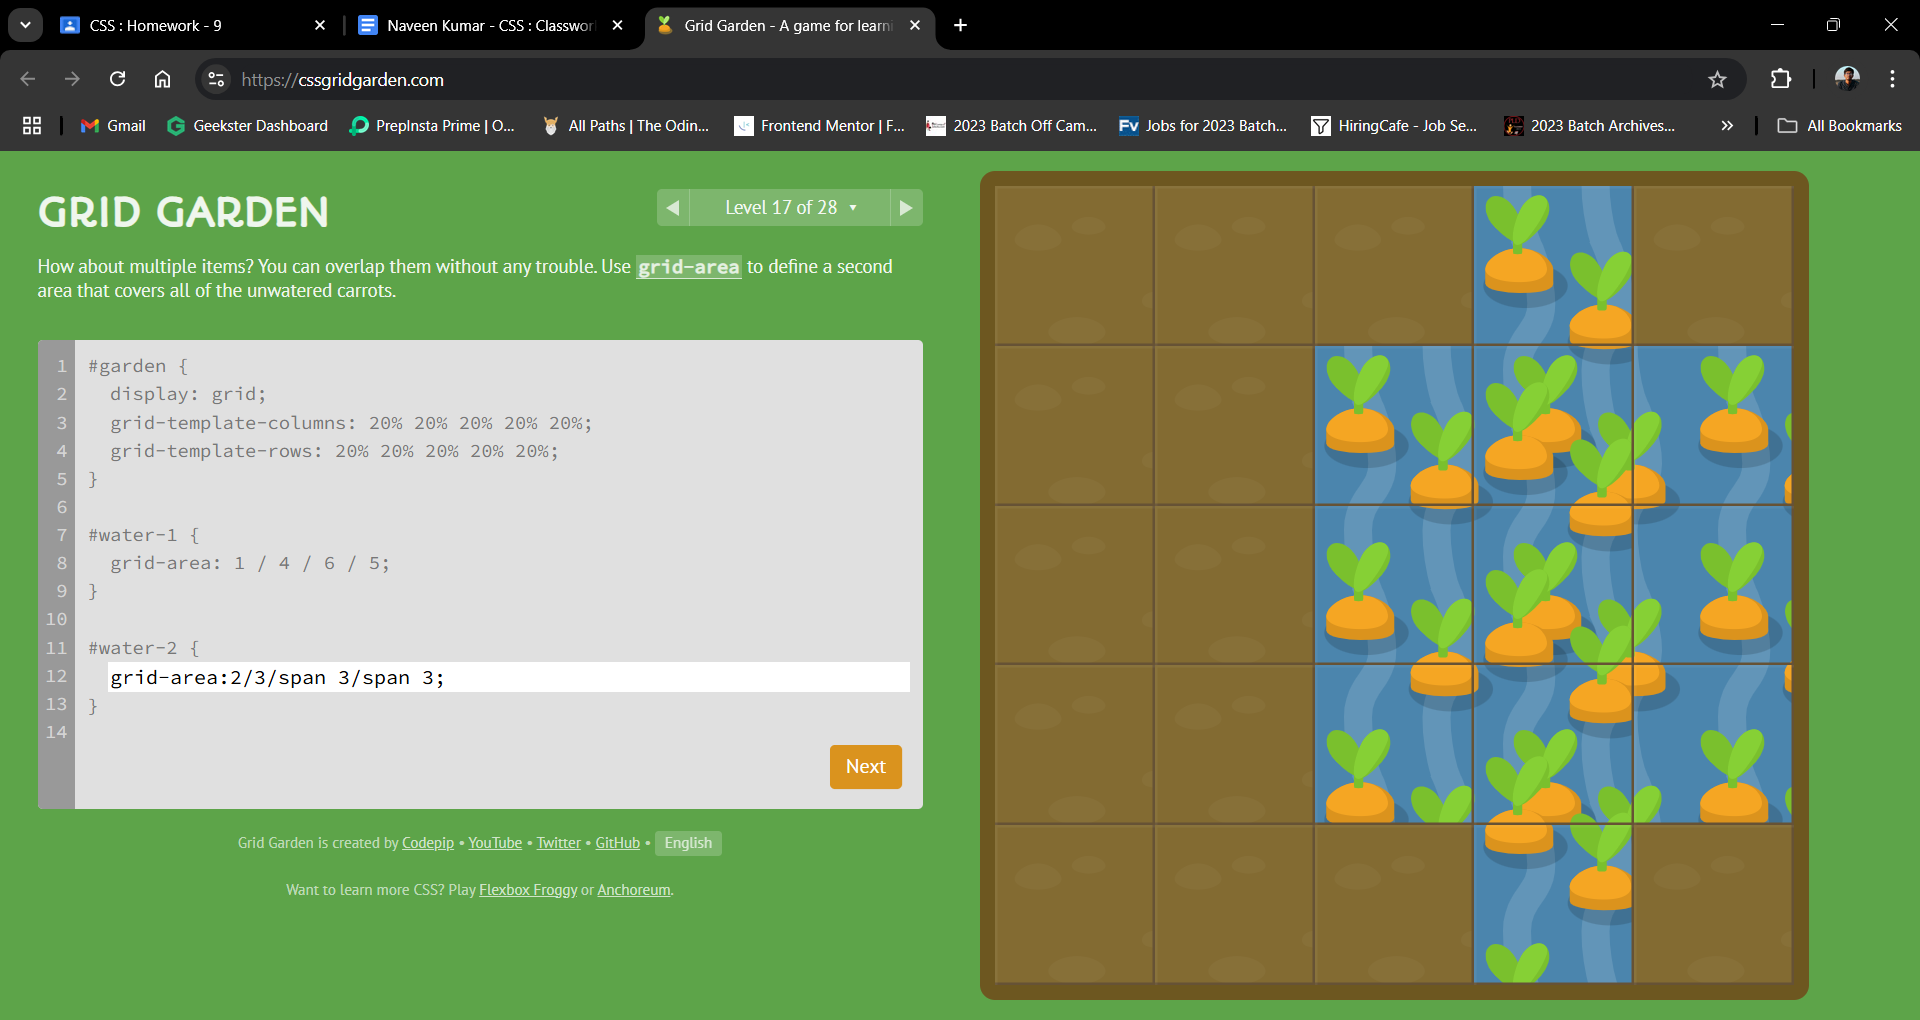 CSS : Homework - 9
Naveen Kumar - CSS : Classwor
Grid Garden - A game for learni
https://cssgridgarden.com
Gmail
Geekster Dashboard
PrepInsta Prime | O...
All Paths | The Odin...
Frontend Mentor | F...
2023 Batch Off Cam...
Fv Jobs for 2023 Batch...
HiringCafe - Job Se...
2023 Batch Archives...
All Bookmarks
GRID GARDEN
Level 17 of 28
How about multiple items? You can overlap them without any trouble. Use grid-area to define a second
area that covers all of the unwatered carrots.
1 #garden {
2 display: grid;
3 grid-template-columns: 20% 20% 20% 20% 20%;
4 grid-template-rows: 20% 20% 20% 20% 20%;
5 }
6
7 #water-1 {
8 grid-area: 1 / 4 / 6 / 5;
9 }
10
11 #water-2 {
12 grid-area:2/3/span 3/span 3;
13 }
14
Next
Grid Garden is created by Codepip • YouTube • Twitter • GitHub • English
Want to learn more CSS? Play Flexbox Froggy or Anchoreum.